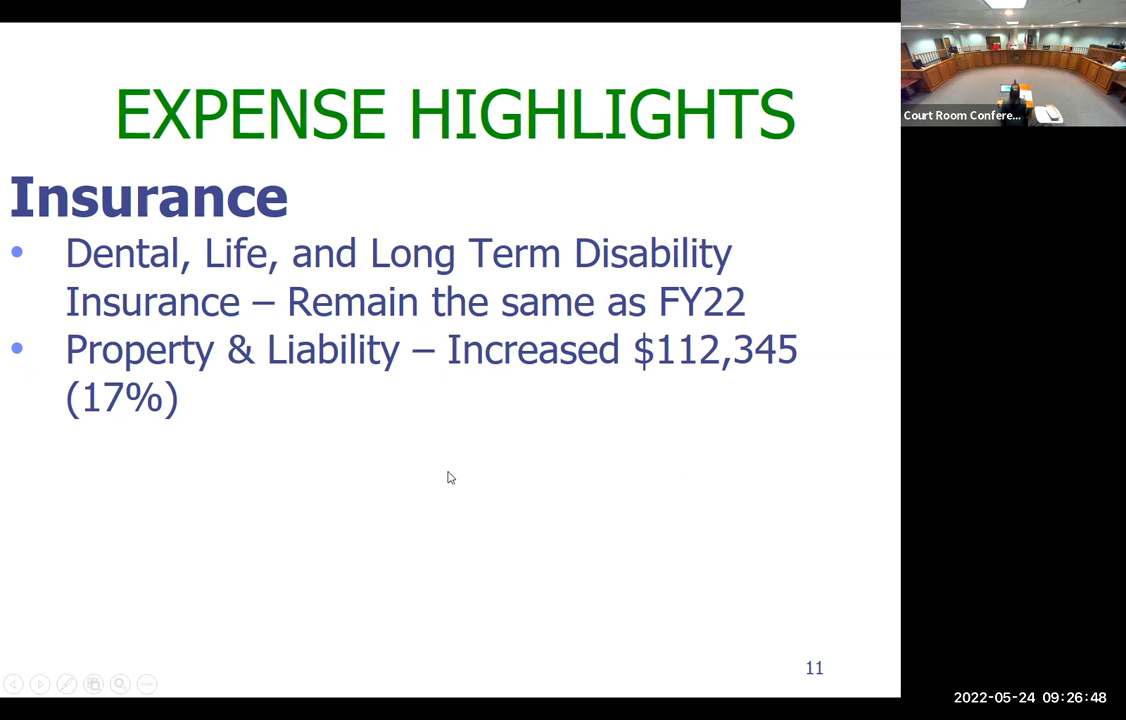 EXPENSE HIGHLIGHTS
Insurance
• Dental, Life, and Long Term Disability
Insurance – Remain the same as FY22
• Property & Liability – Increased $112,345
(17%)
11
Court Room Confere...
2022-05-24 09:26:48